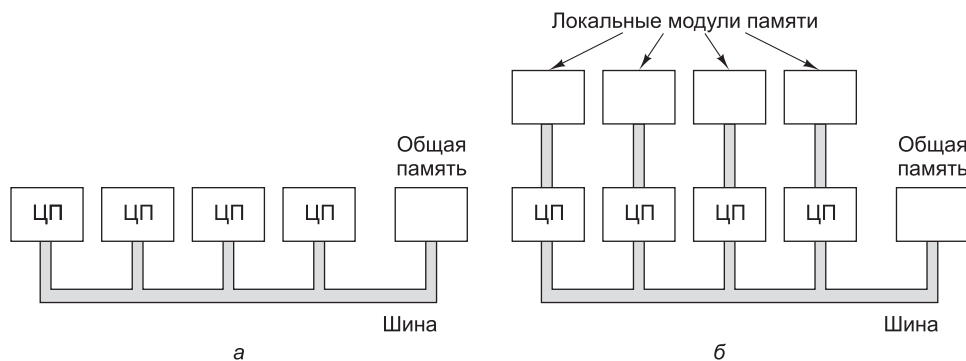 Локальные модули памяти
Общая
память
ЦП ЦП ЦП ЦП
Шина
а
Общая
память
ЦП ЦП ЦП ЦП
Шина
б